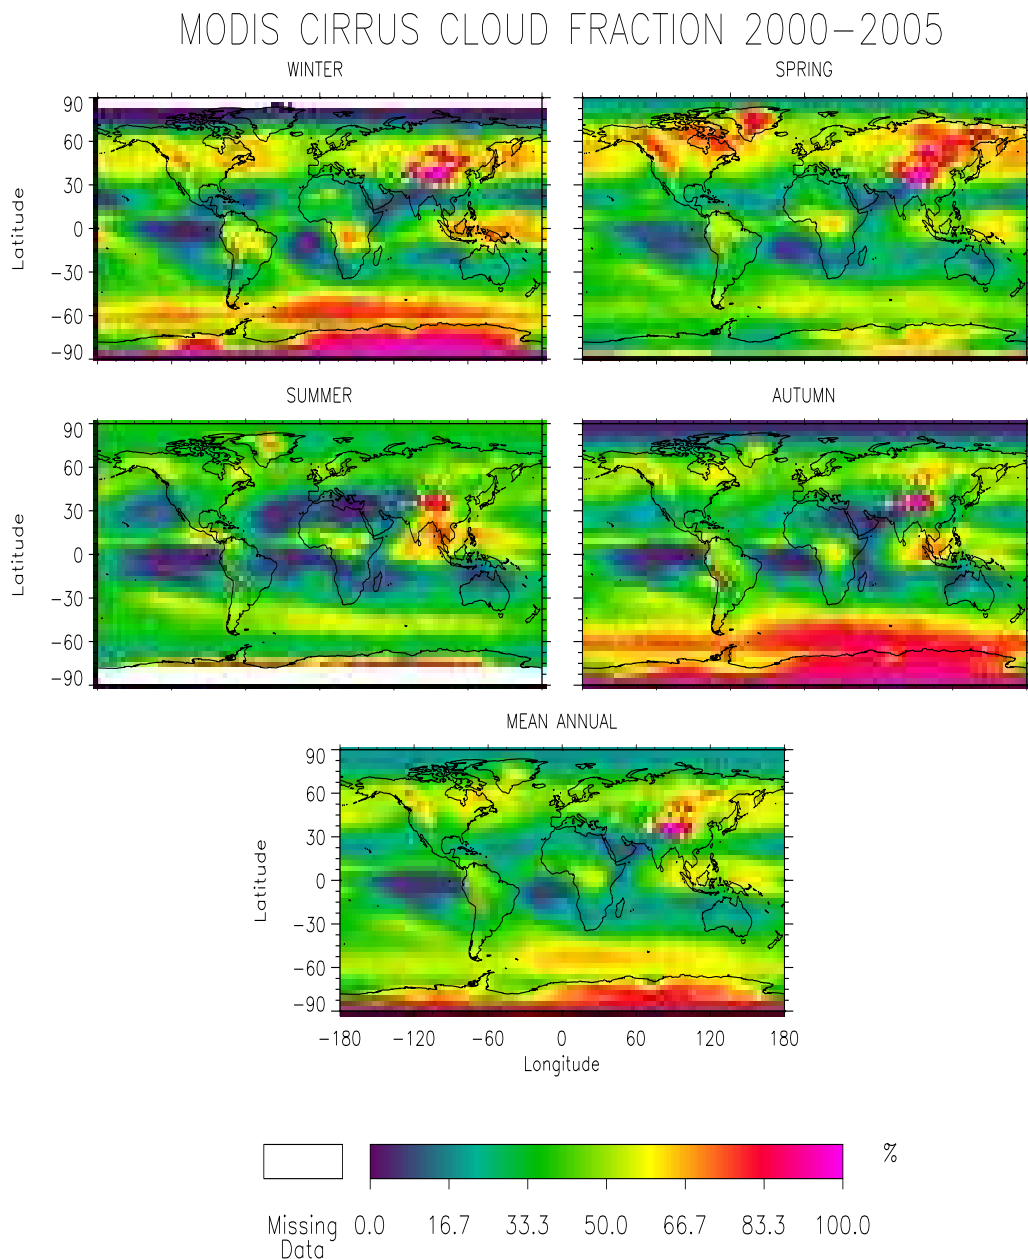 MODIS CIRRUS CLOUD FRACTION 2000-2005
WINTER SPRING
90
60
30
0
-30
-60
-90
Latitude
SUMMER AUTUMN
90
60
30
0
-30
-60
-90
Latitude
MEAN ANNUAL
90
60
30
0
-30
-60
-90
Latitude
-180 -120 -60 0 60 120 180
Longitude
%
Missing Data 0.0 16.7 33.3 50.0 66.7 83.3 100.0